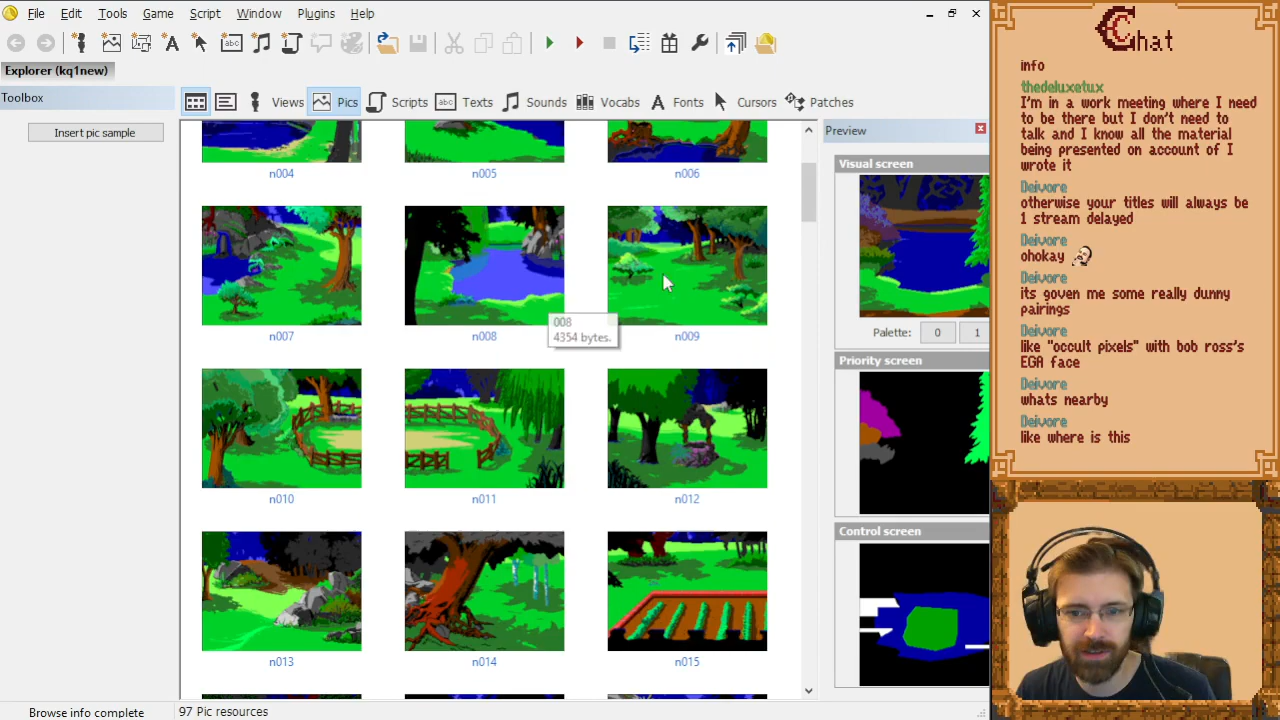 File Edit Tools Game Script Window Plugins Help
Explorer (kq1new)
Toolbox
Insert pic sample
Views Pics Scripts Texts Sounds Vocabs Fonts Cursors Patches
n004 n005 n006
n007 n008 n009
008
4354 bytes.
n010 n011 n012
n013 n014 n015
Preview
Visual screen
Palette: 0 1
Priority screen
Control screen
Browse info complete 97 Pic resources
Chat
info
thedeluxetux
I'm in a work meeting where I need
to be there but I don't need to
talk and I know all the material
being presented on account of I
wrote it
Deivore
otherwise your titles will always be
1 stream delayed
Deivore
ohokay
Deivore
its goven me some really dunny
pairings
Deivore
like "occult pixels" with bob ross's
EGA face
Deivore
whats nearby
Deivore
like where is this